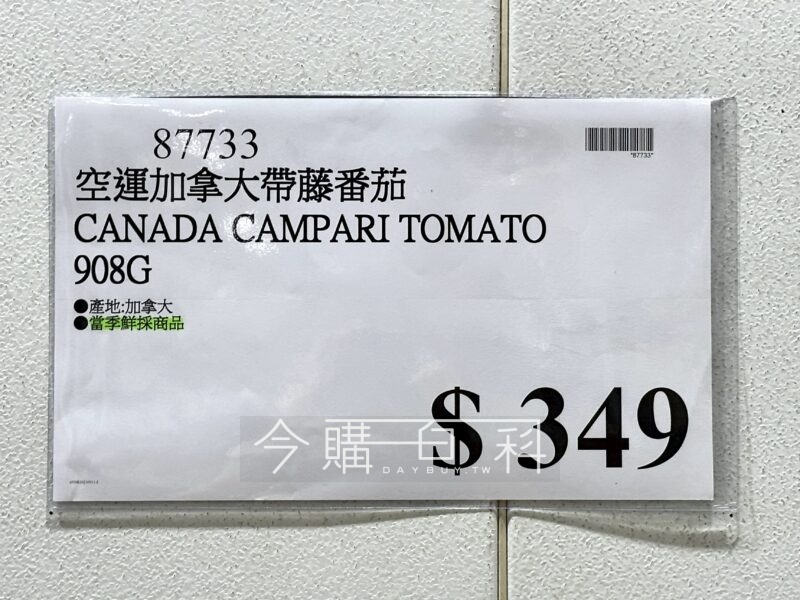 87733
"87733"
空運加拿大帶藤番茄
CANADA CAMPARI TOMATO
908G
●產地:加拿大
●當季鮮採商品
$ 349
今購百科
DAYBUY.TW